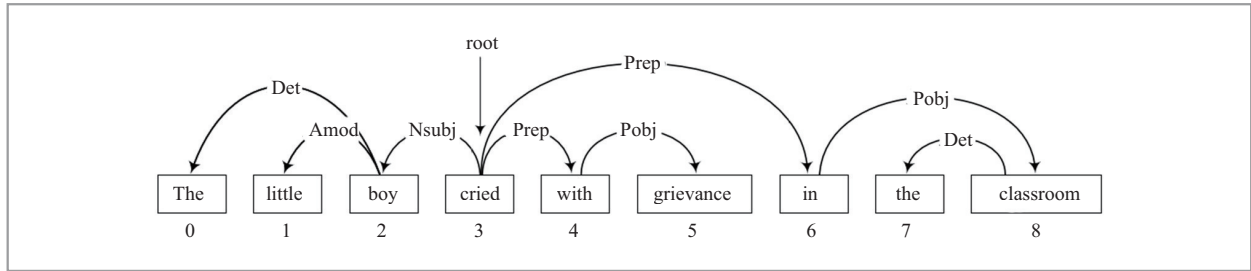 root
Prep
Det
Pobj
Amod Nsubj Prep Pobj
Det
The little boy cried with grievance in the classroom
0 1 2 3 4 5 6 7 8